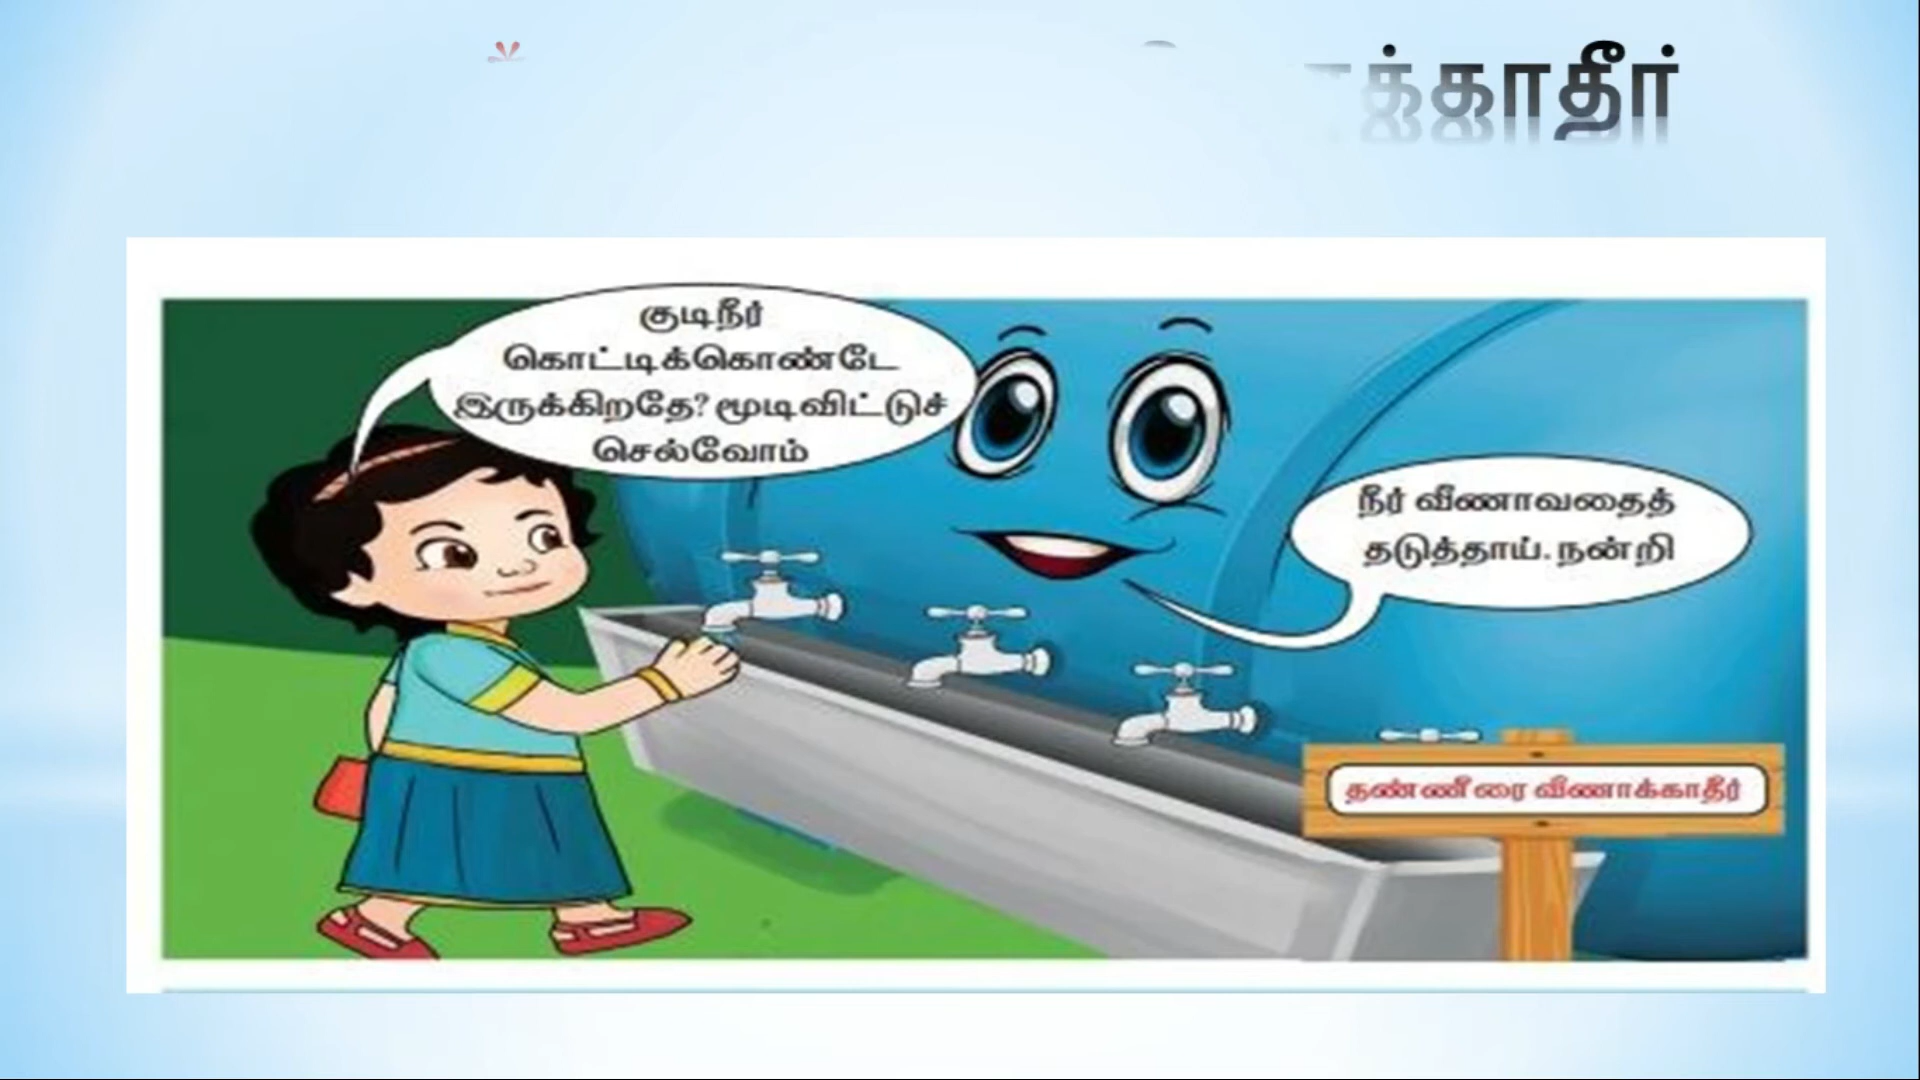 குடிநீர்
கொட்டிக்கொண்டே
இருக்கிறதே? மூடிவிட்டுச்
செல்வோம்
நீர் வீணாவதைத்
தடுத்தாய். நன்றி
தண்ணீரை வீணாக்காதீர்